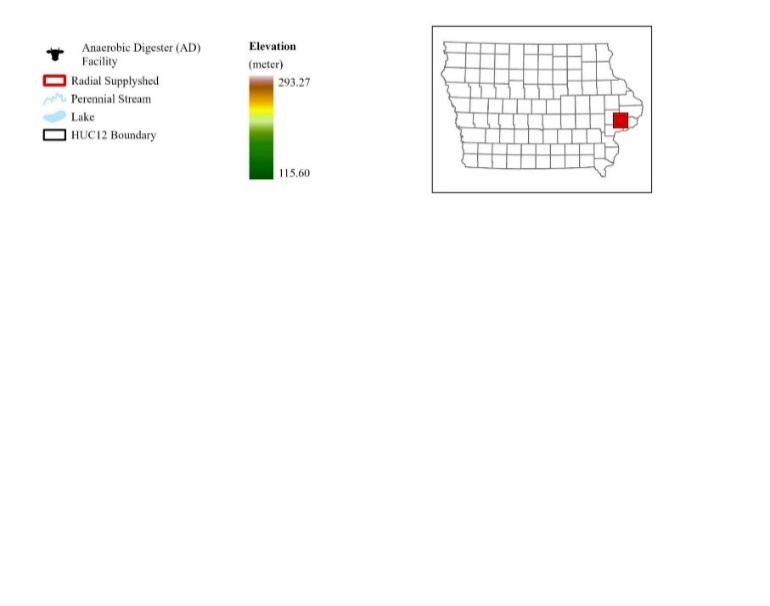 Anaerobic Digester (AD)
Facility
Radial Supplyshed
Perennial Stream
Lake
HUC12 Boundary
Elevation
(meter)
293.27
115.60